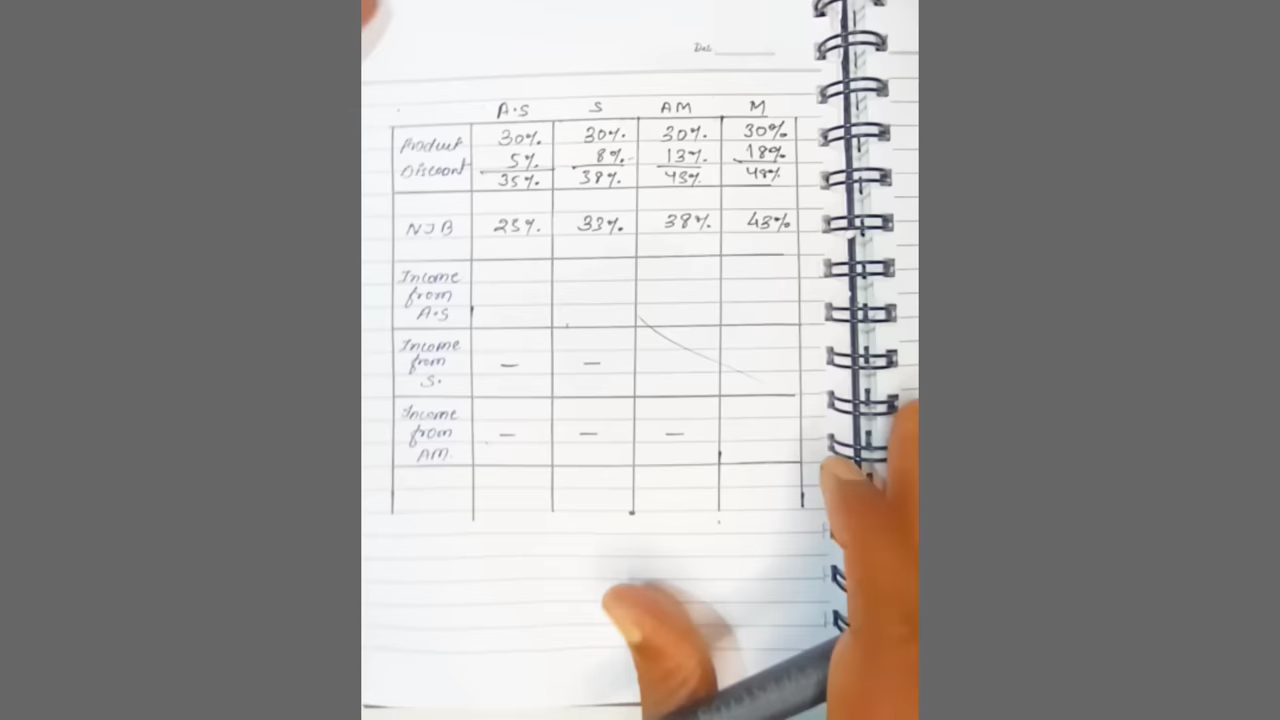 Dat
A.S S AM M
Product Discount 30% 30% 30% 30%
5% 8% 13% 18%
35% 38% 43% 48%
NJB 25% 33% 38% 43%
Income
from
A.S
Income
from — —
S.
Income
from — — —
AM.